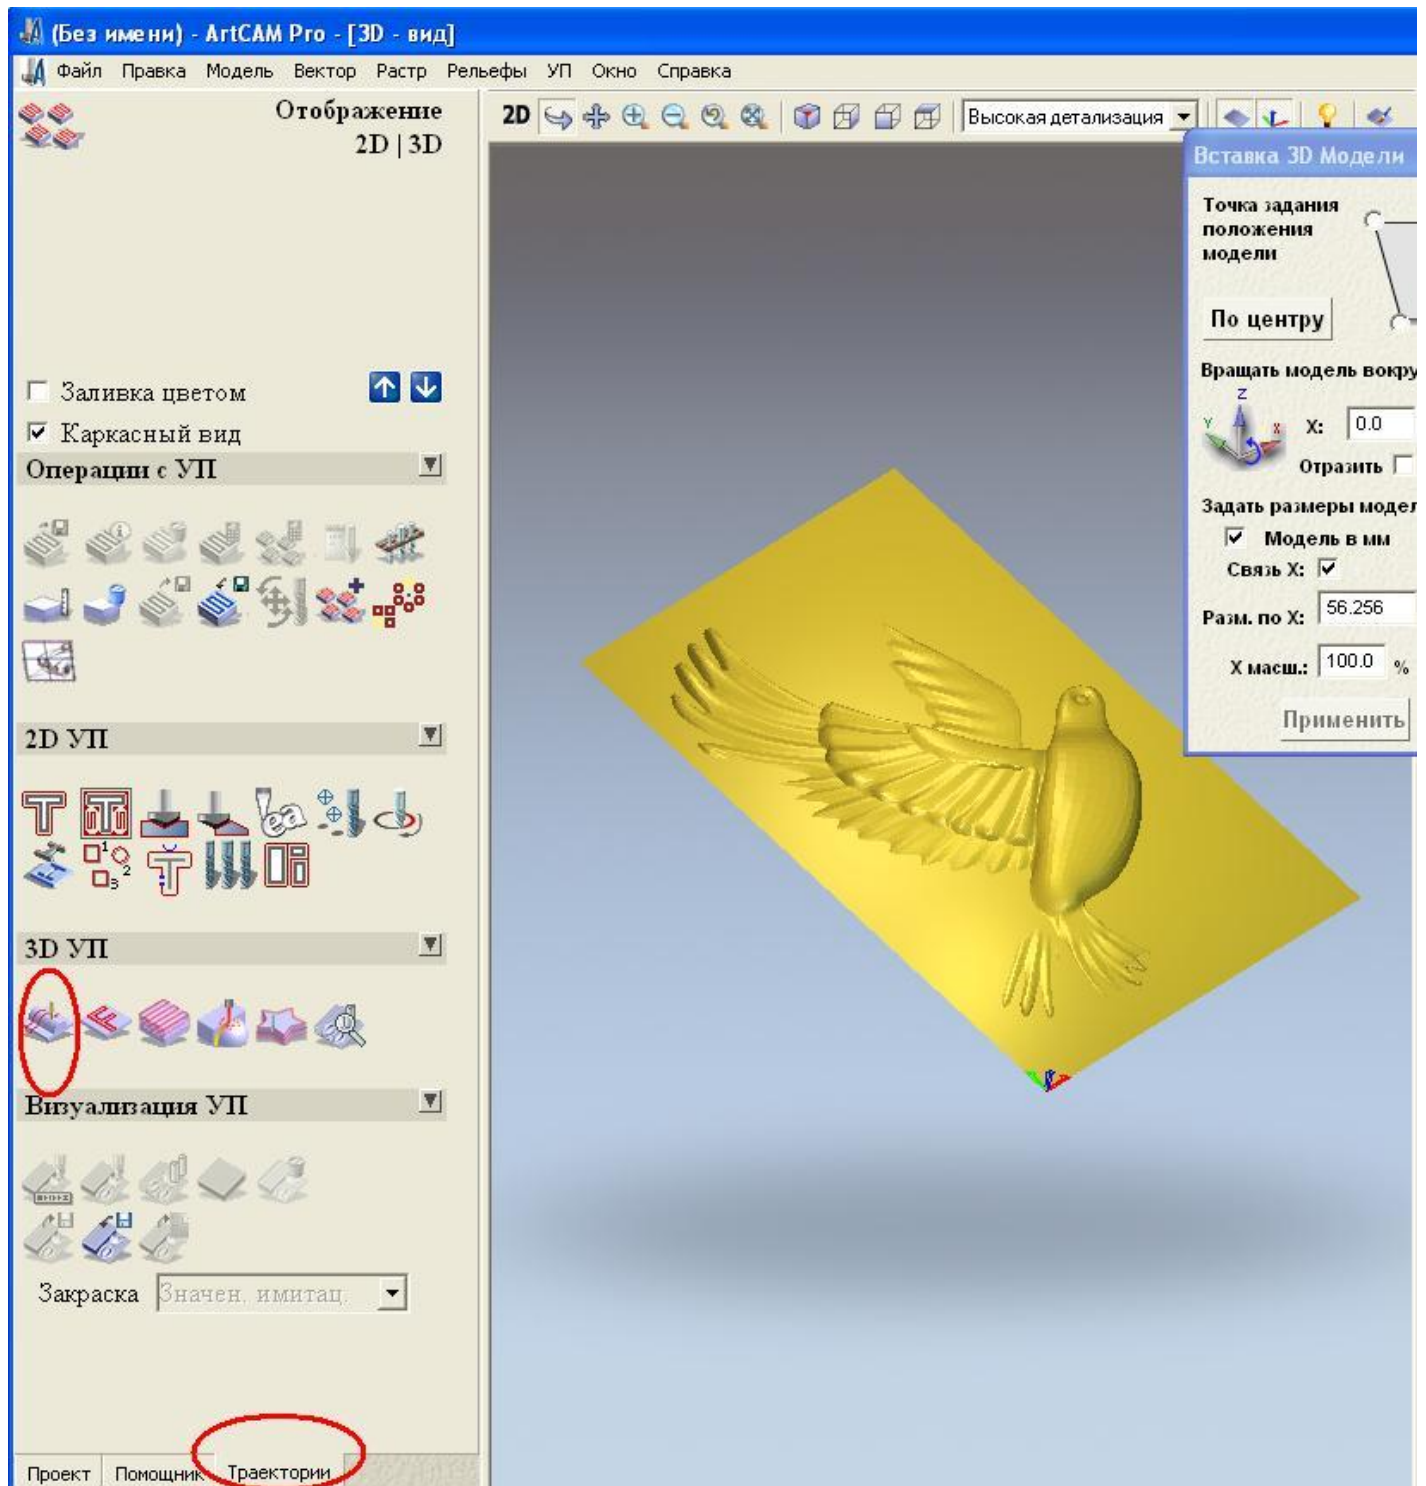 (Без имени) - ArtCAM Pro - [3D - вид]
Файл Правка Модель Вектор Растр Рельефы УП Окно Справка
Отображение
2D | 3D
2D
Высокая детализация
Вставка 3D Модели
Точка задания
положения
модели
По центру
Вращать модель вокру
Z
Y
X
X: 0.0
Отразить
Задать размеры модел
Модель в мм
Связь X:
Разм. по X: 56.256
X масш.: 100.0 %
Применить
Заливка цветом
Каркасный вид
Операции с УП
2D УП
3D УП
Визуализация УП
Закраска Значен. имитац.
Проект Помощник Траектории